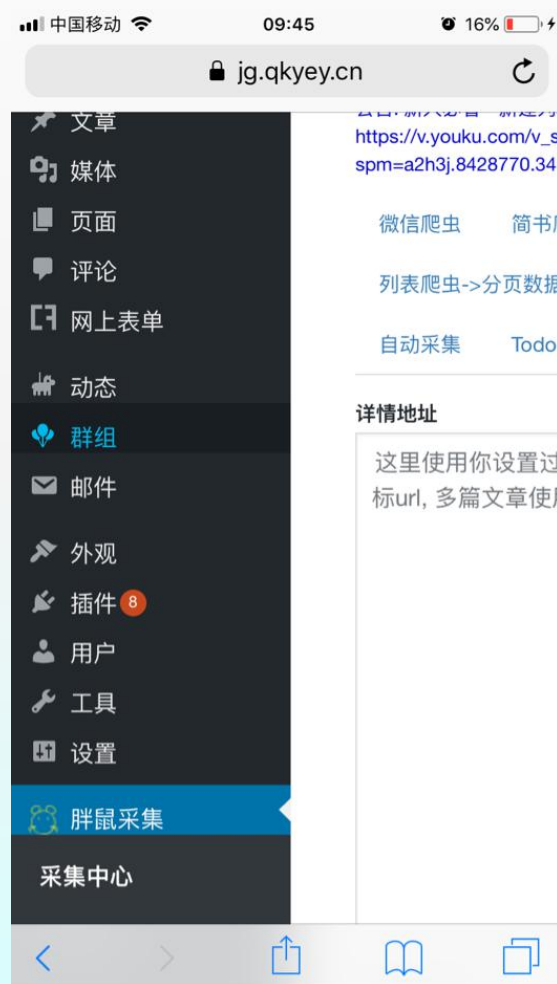 中国移动 09:45 16%
jg.qkyey.cn
文章
https://v.youku.com/v_s
spm=a2h3j.8428770.34
媒体
页面
微信爬虫 简书
评论
列表爬虫->分页数据
网上表单
自动采集 Todo
动态
详情地址
群组
这里使用你设置过
邮件
标url, 多篇文章使
外观
插件 8
用户
工具
设置
胖鼠采集
采集中心